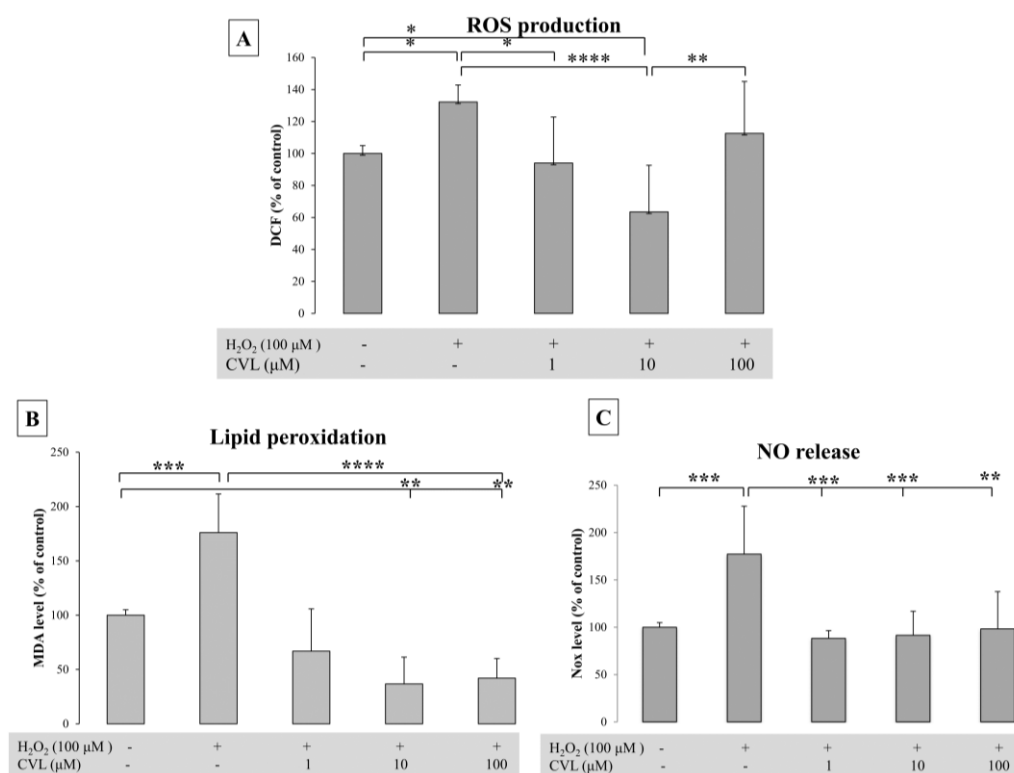 A
ROS production
*
* * **** **
DCF (% of control)
160
140
120
100
80
60
40
20
0
H₂O₂ (100 μM ) - + + + +
CVL (μM) - - 1 10 100
B
Lipid peroxidation
*** ****
** **
MDA level (% of control)
250
200
150
100
50
0
H₂O₂ (100 μM ) - + + + +
CVL (μM) - - 1 10 100
C
NO release
*** *** *** **
Nox level (% of control)
250
200
150
100
50
0
H₂O₂ (100 μM ) - + + + +
CVL (μM) - - 1 10 100